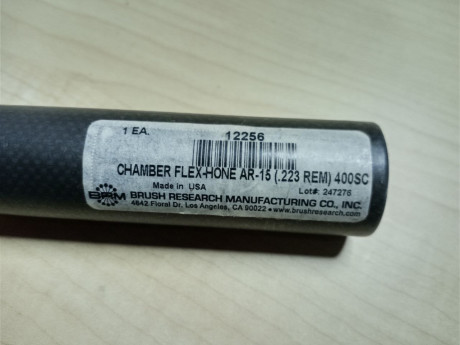 1 EA.
12256
CHAMBER FLEX-HONE AR-15 (.223 REM) 400SC
Made in USA
Lot#: 247276
BRM BRUSH RESEARCH MANUFACTURING CO., INC.
4642 Floral Dr. Los Angeles, CA 90022 • www.brushresearch.com